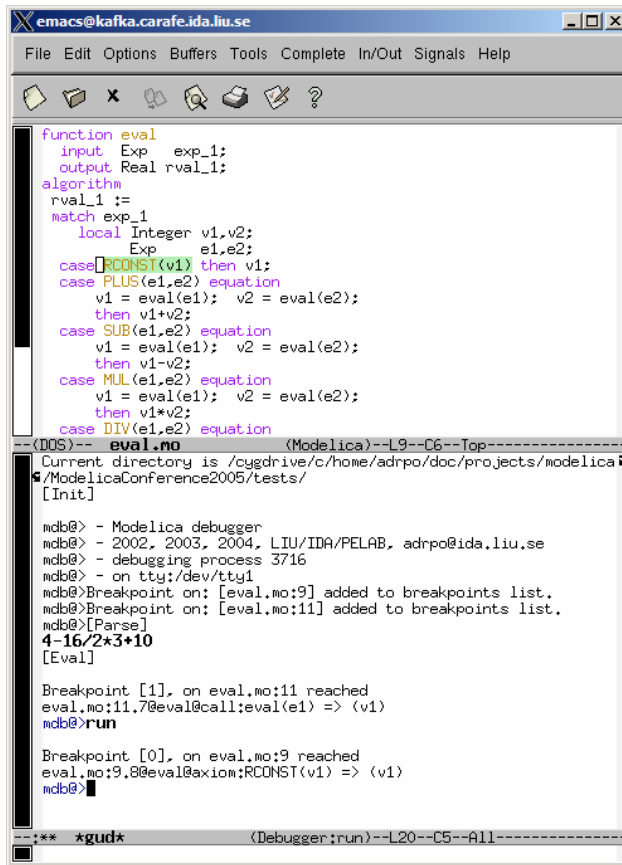 emacs@kafka.carafe.ida.liu.se
File Edit Options Buffers Tools Complete In/Out Signals Help
function eval
input Exp exp_1;
output Real rval_1;
algorithm
rval_1 :=
match exp_1
local Integer v1,v2;
Exp e1,e2;
case RCONST(v1) then v1;
case PLUS(e1,e2) equation
v1 = eval(e1); v2 = eval(e2);
then v1+v2;
case SUB(e1,e2) equation
v1 = eval(e1); v2 = eval(e2);
then v1-v2;
case MUL(e1,e2) equation
v1 = eval(e1); v2 = eval(e2);
then v1*v2;
case DIV(e1,e2) equation
--(DOS)-- eval.mo (Modelica)--L9--C6--Top----------------
Current directory is /cygdrive/c/home/adrpo/doc/projects/modelica
/ModelicaConference2005/tests/
[Init]
mdb@> - Modelica debugger
mdb@> - 2002, 2003, 2004, LIU/IDA/PELAB, adrpo@ida.liu.se
mdb@> - debugging process 3716
mdb@> - on tty:/dev/tty1
mdb@>Breakpoint on: [eval.mo:9] added to breakpoints list.
mdb@>Breakpoint on: [eval.mo:11] added to breakpoints list.
mdb@>[Parse]
4-16/2*3+10
[Eval]
Breakpoint [1], on eval.mo:11 reached
eval.mo:11.7@eval@call:eval(e1) => (v1)
mdb@>run
Breakpoint [0], on eval.mo:9 reached
eval.mo:9.8@eval@axiom:RCONST(v1) => (v1)
mdb@>
--:** *gud* (Debugger:run)--L20--C5--All---------------